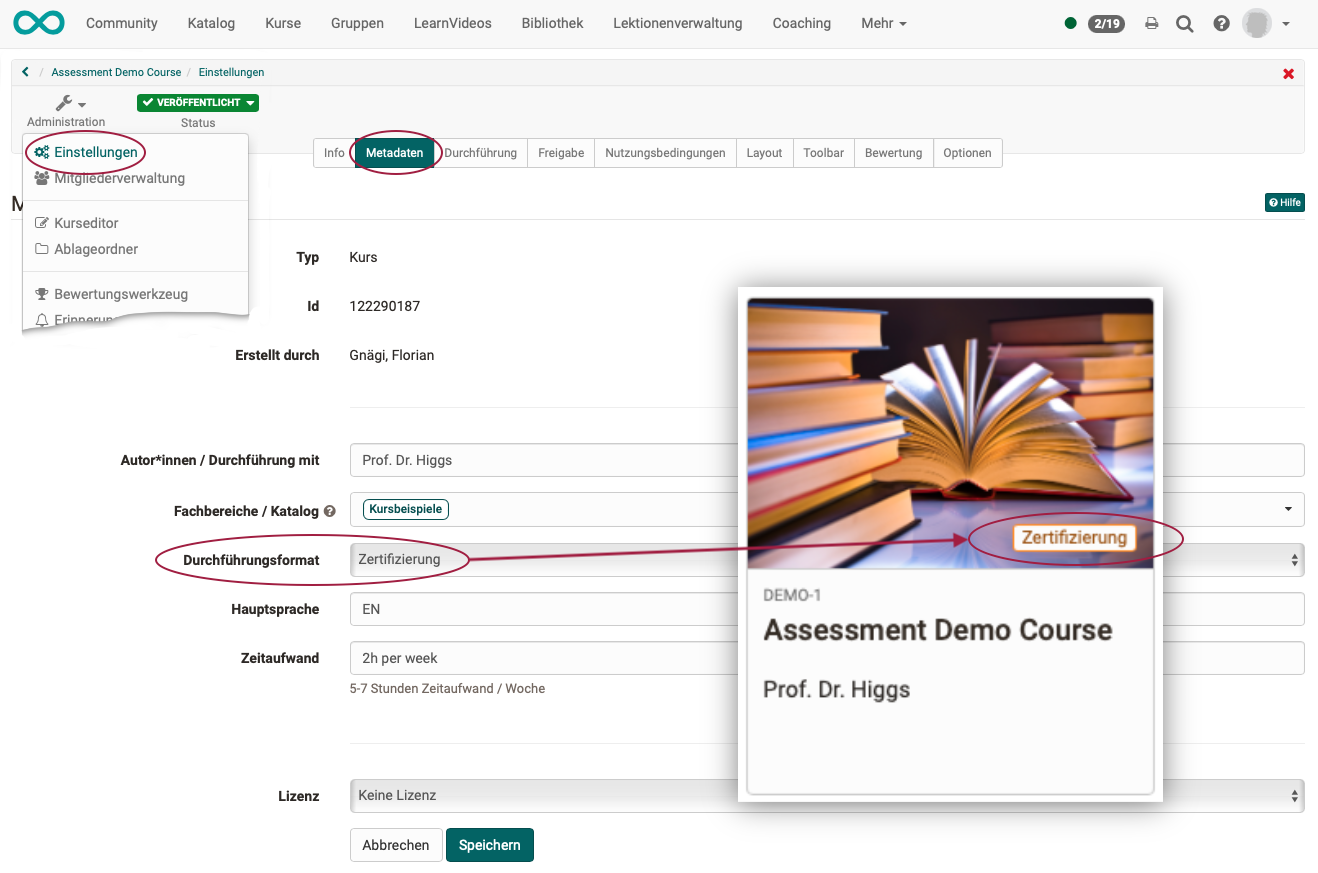 Community Katalog Kurse Gruppen LearnVideos Bibliothek Lektionenverwaltung Coaching Mehr 2/19
/ Assessment Demo Course / Einstellungen
Administration
VERÖFFENTLICHT
Status
Einstellungen
Mitgliederverwaltung
Kurseditor
Ablageordner
Bewertungswerkzeug
Info Metadaten Durchführung Freigabe Nutzungsbedingungen Layout Toolbar Bewertung Optionen
M
Hilfe
Typ Kurs
Id 122290187
Erstellt durch Gnägi, Florian
Autor*innen / Durchführung mit Prof. Dr. Higgs
Fachbereiche / Katalog Kursbeispiele
Durchführungsformat Zertifizierung
Hauptsprache EN
Zeitaufwand 2h per week
5-7 Stunden Zeitaufwand / Woche
Lizenz Keine Lizenz
Abbrechen Speichern
Zertifizierung
DEMO-1
Assessment Demo Course
Prof. Dr. Higgs